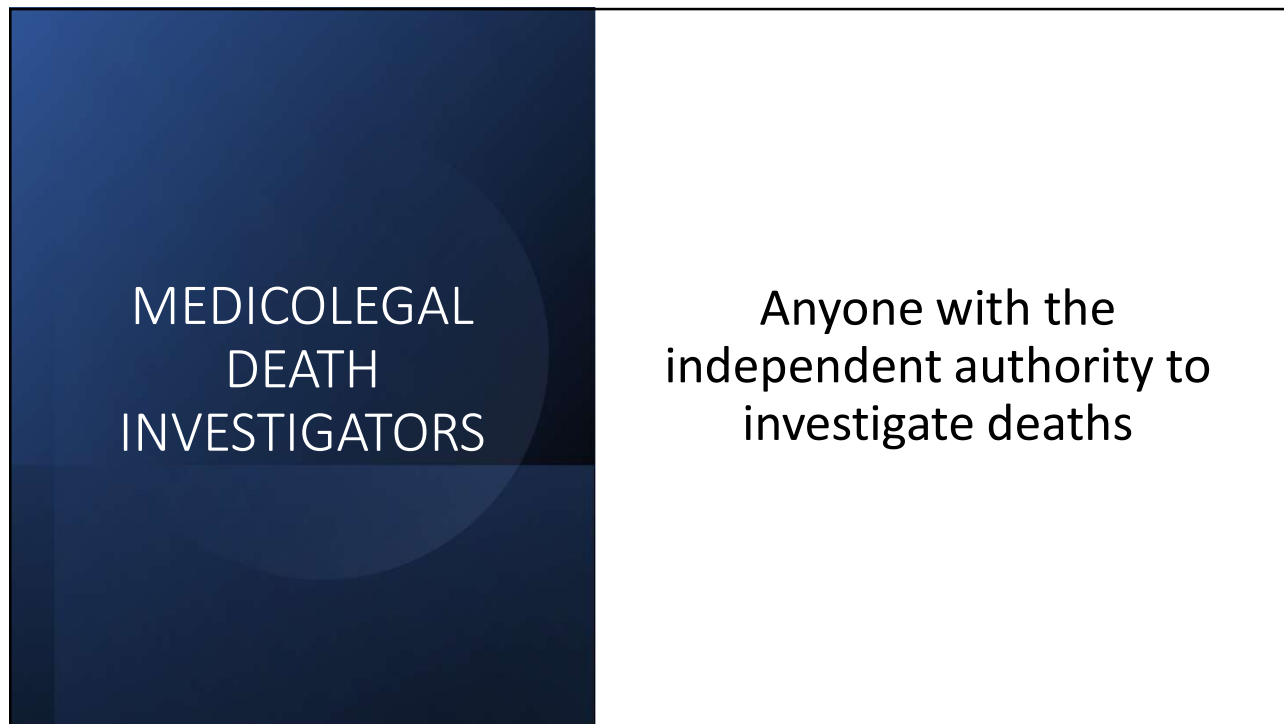 MEDICOLEGAL
DEATH
INVESTIGATORS
Anyone with the
independent authority to
investigate deaths